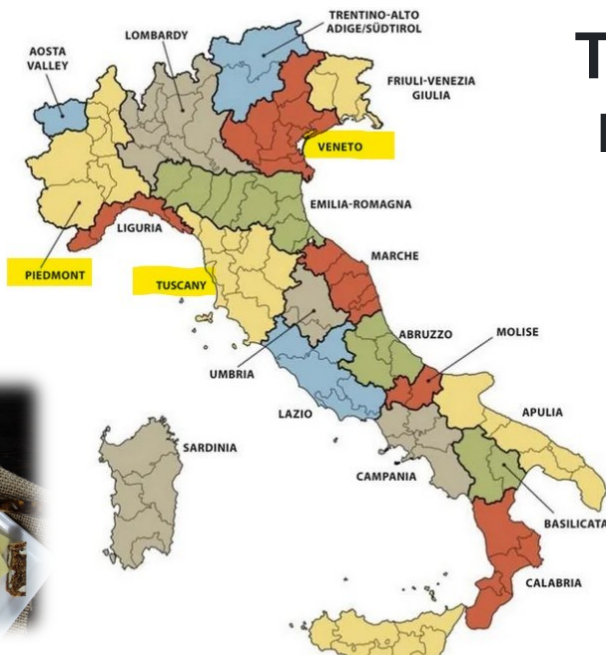 TRENTINO-ALTO
ADIGE/SÜDTIROL
LOMBARDY
AOSTA
VALLEY
FRIULI-VENEZIA
GIULIA
VENETO
EMILIA-ROMAGNA
LIGURIA
MARCHE
PIEDMONT
TUSCANY
ABRUZZO
MOLISE
UMBRIA
LAZIO
APULIA
SARDINIA
CAMPANIA
BASILICATA
CALABRIA